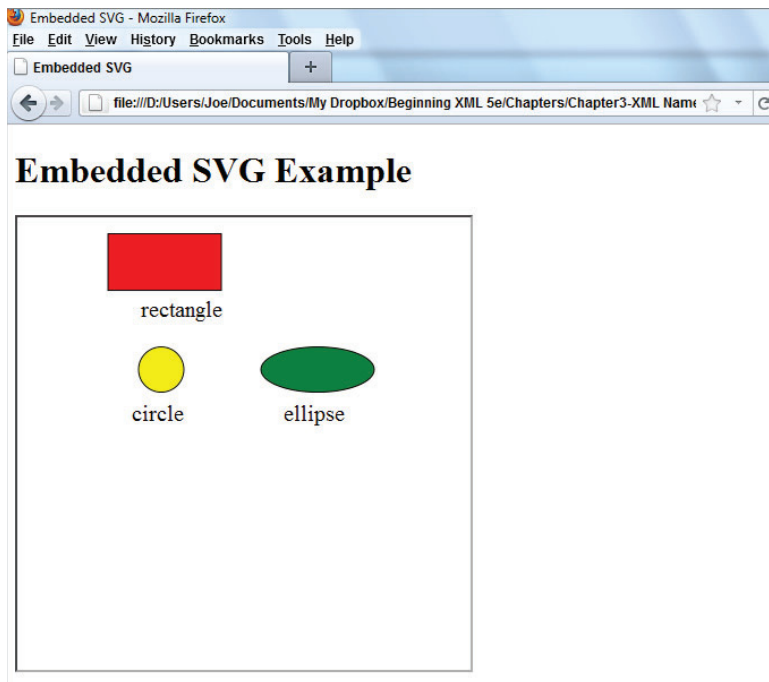 Embedded SVG - Mozilla Firefox
File Edit View History Bookmarks Tools Help
Embedded SVG +
file:///D:/Users/Joe/Documents/My Dropbox/Beginning XML 5e/Chapters/Chapter3-XML Name
Embedded SVG Example
rectangle
circle ellipse